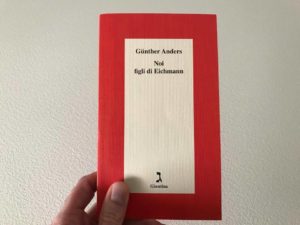 Günther Anders
Noi
figli di Eichmann
ג
Giuntina